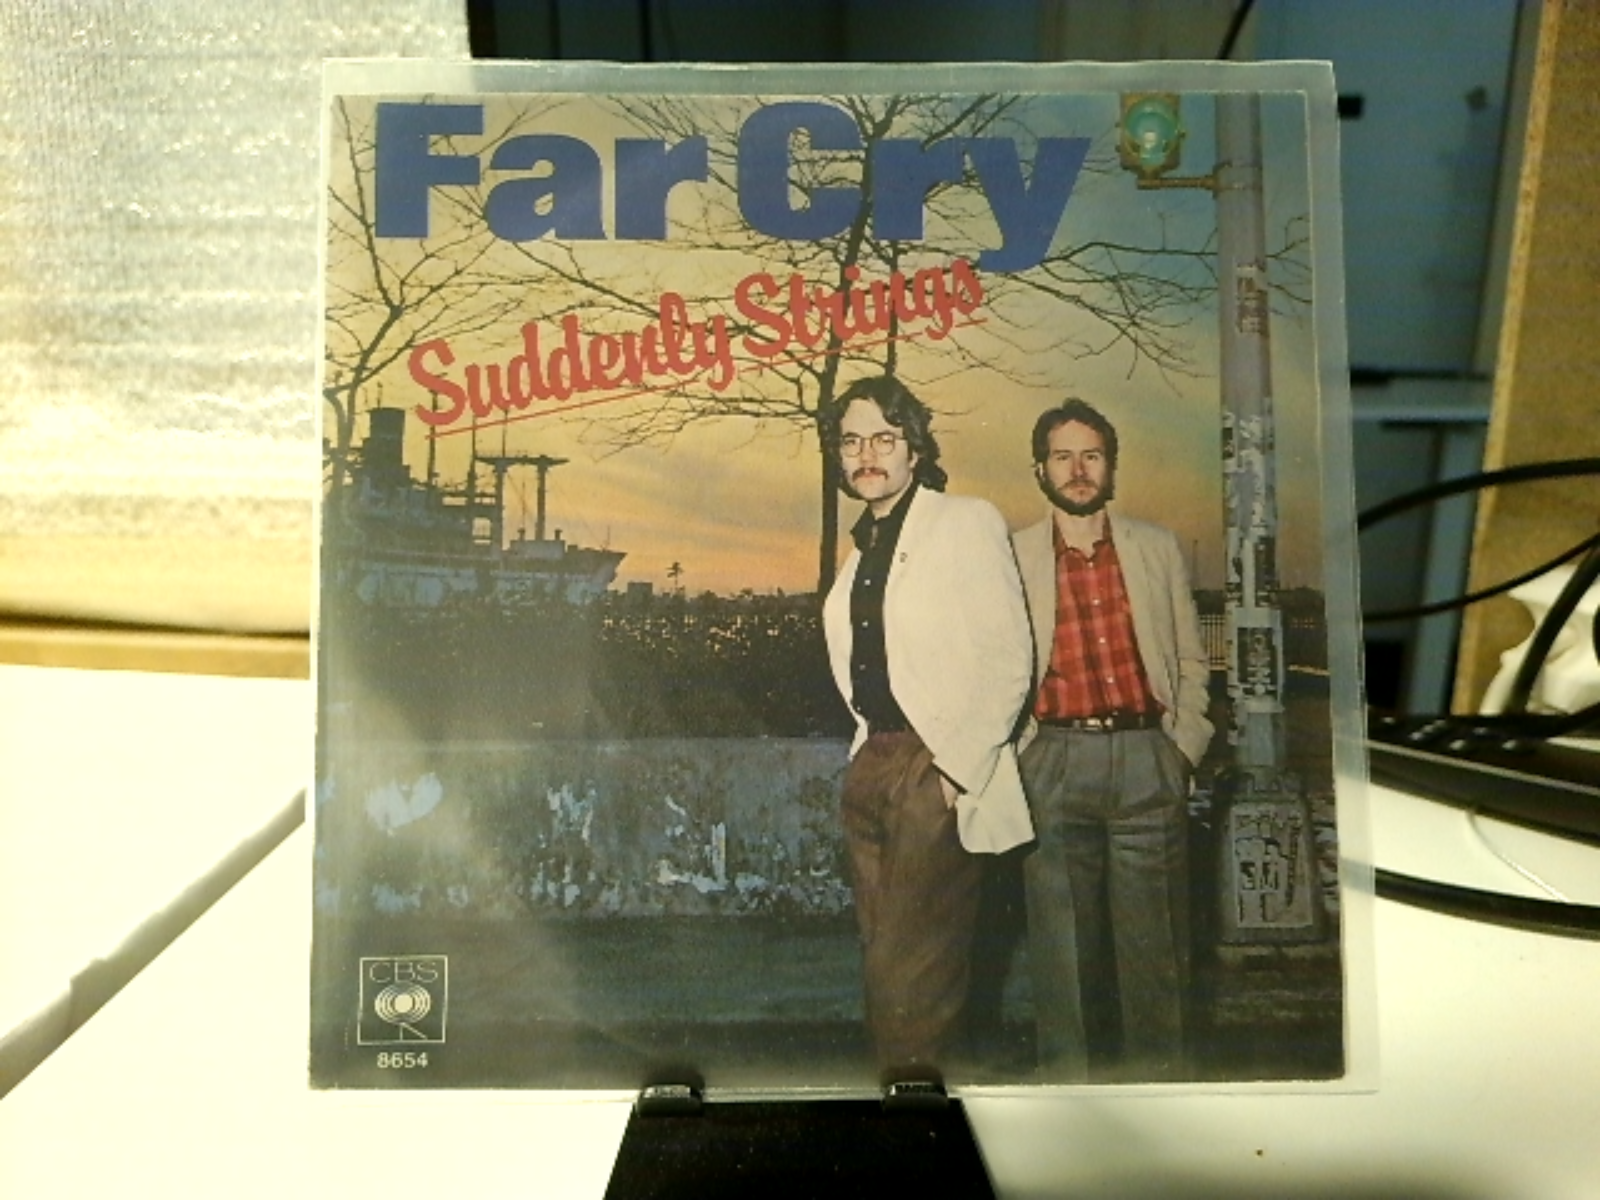 Far Cry
Suddenly Strings
CBS
8654